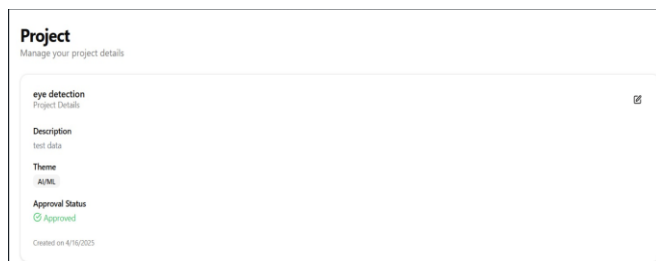 Project
Manage your project details
eye detection
Project Details
Description
test data
Theme
AI/ML
Approval Status
Approved
Created on 4/16/2025